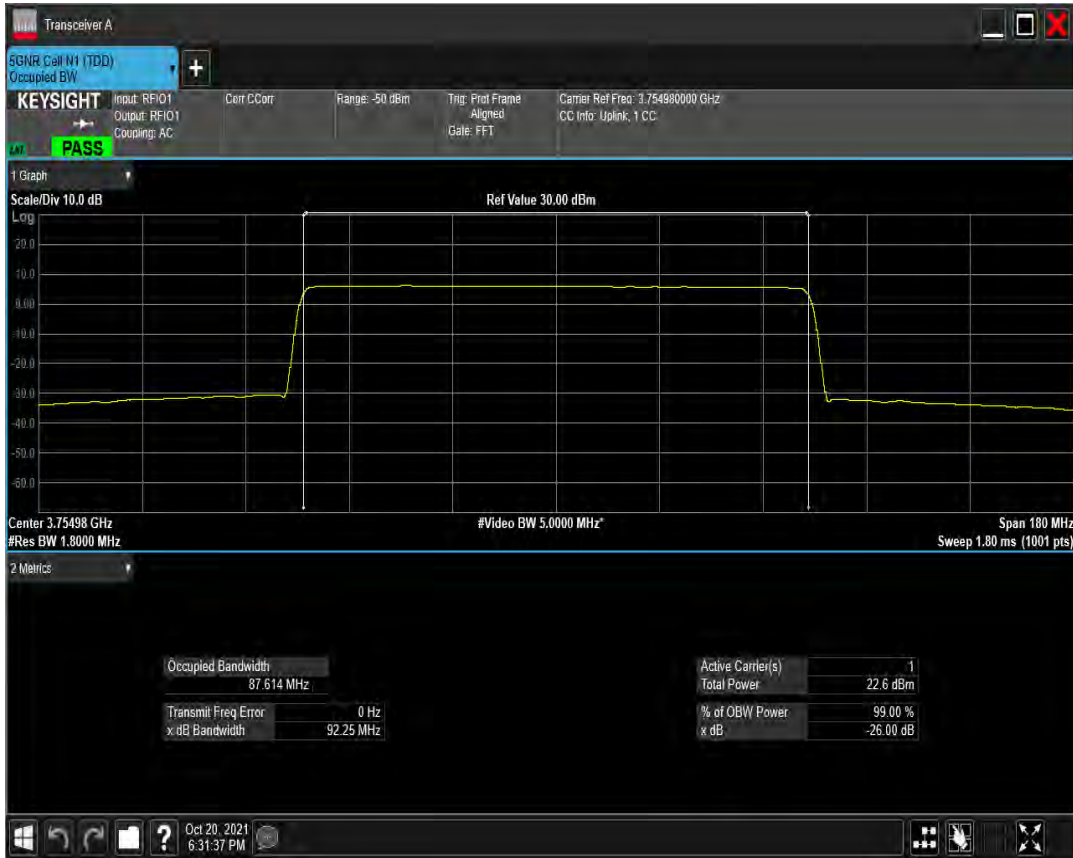 Transceiver A
5GNR Cell N1 (TDD)
Occupied BW
+
KEYSIGHT
Input: RFIO1
Output: RFIO1
Coupling: AC
Corr CCorr
Range: -50 dBm
Trig: Prot Frame
Aligned
Gate: FFT
Carrier Ref Freq: 3.754980000 GHz
CC Info: Uplink, 1 CC
PASS
1 Graph
Scale/Div 10.0 dB
Ref Value 30.00 dBm
Log
20.0
10.0
0.00
-10.0
-20.0
-30.0
-40.0
-50.0
-60.0
Center 3.75498 GHz
#Video BW 5.0000 MHz*
Span 180 MHz
#Res BW 1.8000 MHz
Sweep 1.80 ms (1001 pts)
2 Metrics
Occupied Bandwidth
87.614 MHz
Transmit Freq Error 0 Hz
x dB Bandwidth 92.25 MHz
Active Carrier(s) 1
Total Power 22.6 dBm
% of OBW Power 99.00 %
x dB -26.00 dB
?
Oct 20, 2021
6:31:37 PM